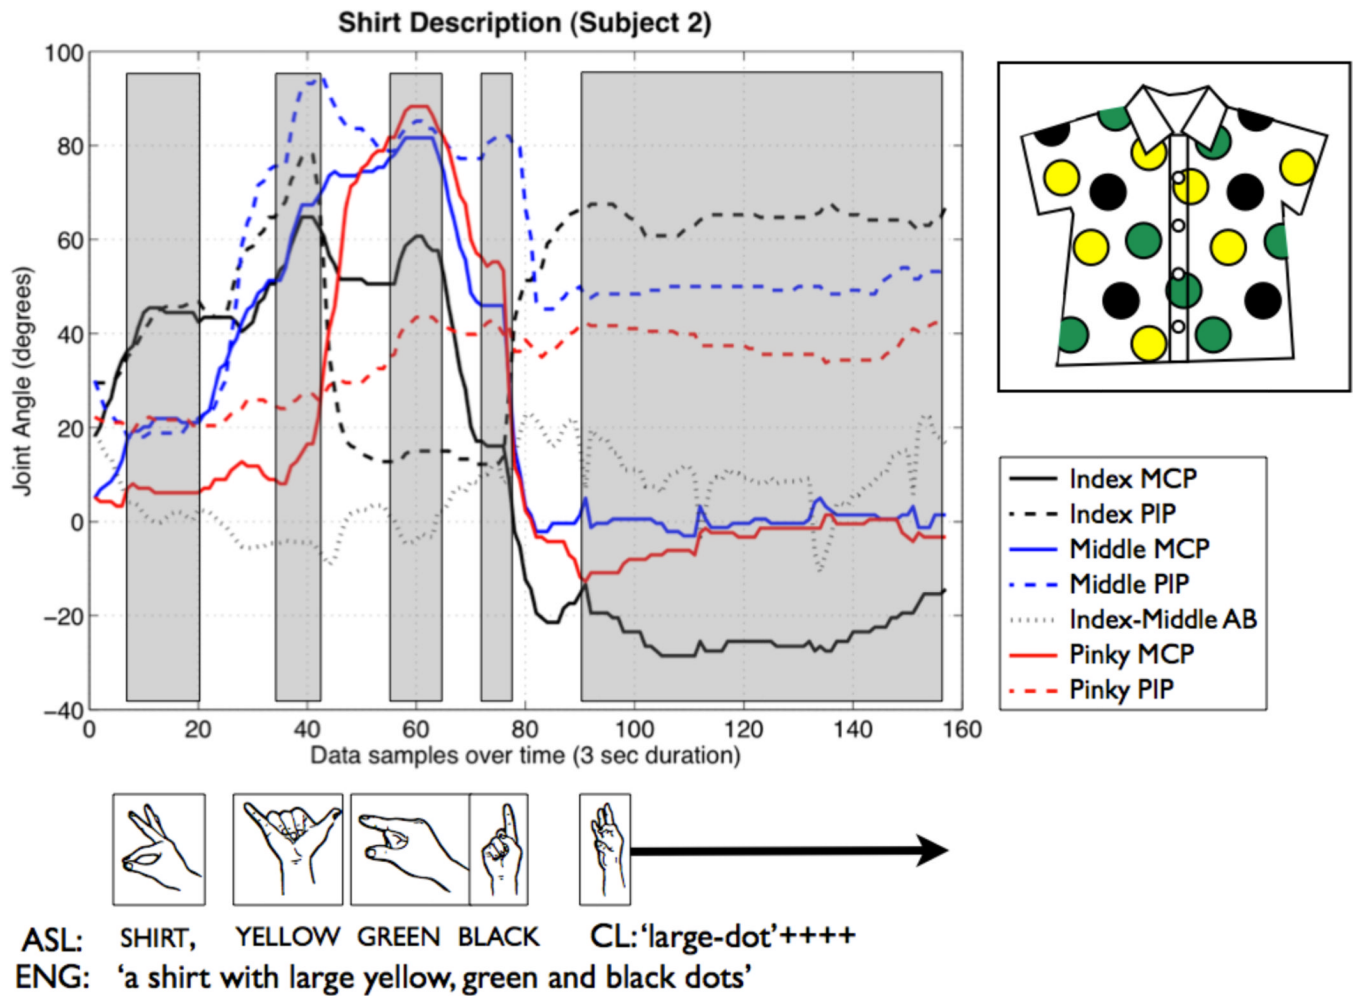 Shirt Description (Subject 2)
100
80
60
40
20
0
−20
−40
Joint Angle (degrees)
0 20 40 60 80 100 120 140 160
Data samples over time (3 sec duration)
Index MCP
Index PIP
Middle MCP
Middle PIP
Index-Middle AB
Pinky MCP
Pinky PIP
ASL: SHIRT, YELLOW GREEN BLACK CL: ‘large-dot’++++
ENG: ‘a shirt with large yellow, green and black dots’